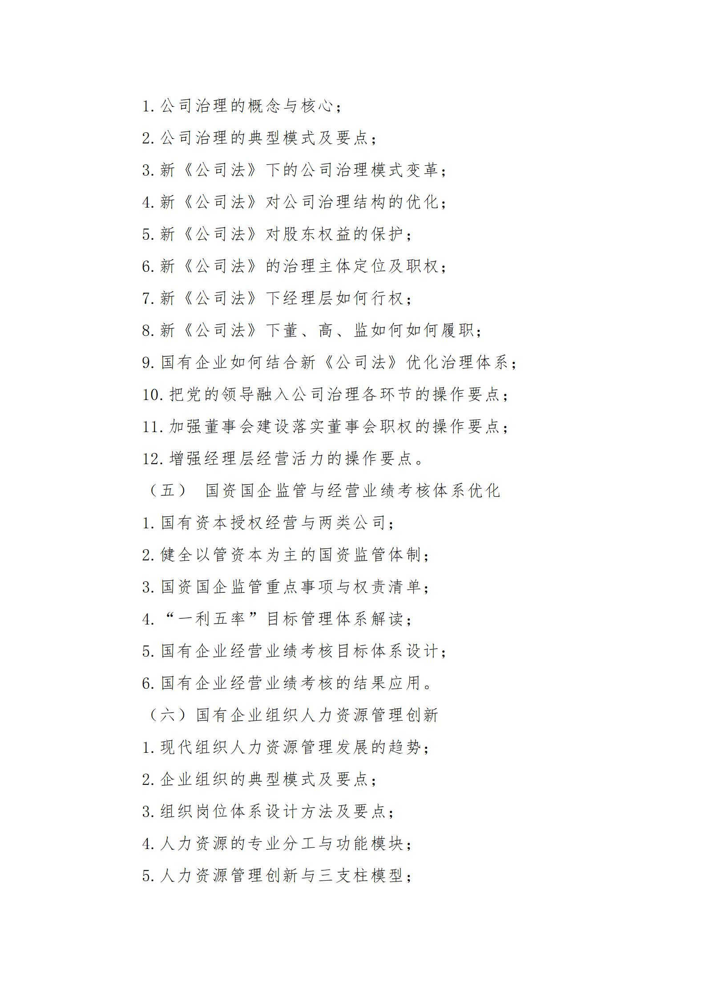 1.公司治理的概念与核心；
2.公司治理的典型模式及要点；
3.新《公司法》下的公司治理模式变革；
4.新《公司法》对公司治理结构的优化；
5.新《公司法》对股东权益的保护；
6.新《公司法》的治理主体定位及职权；
7.新《公司法》下经理层如何行权；
8.新《公司法》下董、高、监如何如何履职；
9.国有企业如何结合新《公司法》优化治理体系；
10.把党的领导融入公司治理各环节的操作要点；
11.加强董事会建设落实董事会职权的操作要点；
12.增强经理层经营活力的操作要点。
（五） 国资国企监管与经营业绩考核体系优化
1.国有资本授权经营与两类公司；
2.健全以管资本为主的国资监管体制；
3.国资国企监管重点事项与权责清单；
4.“一利五率”目标管理体系解读；
5.国有企业经营业绩考核目标体系设计；
6.国有企业经营业绩考核的结果应用。
（六）国有企业组织人力资源管理创新
1.现代组织人力资源管理发展的趋势；
2.企业组织的典型模式及要点；
3.组织岗位体系设计方法及要点；
4.人力资源的专业分工与功能模块；
5.人力资源管理创新与三支柱模型；